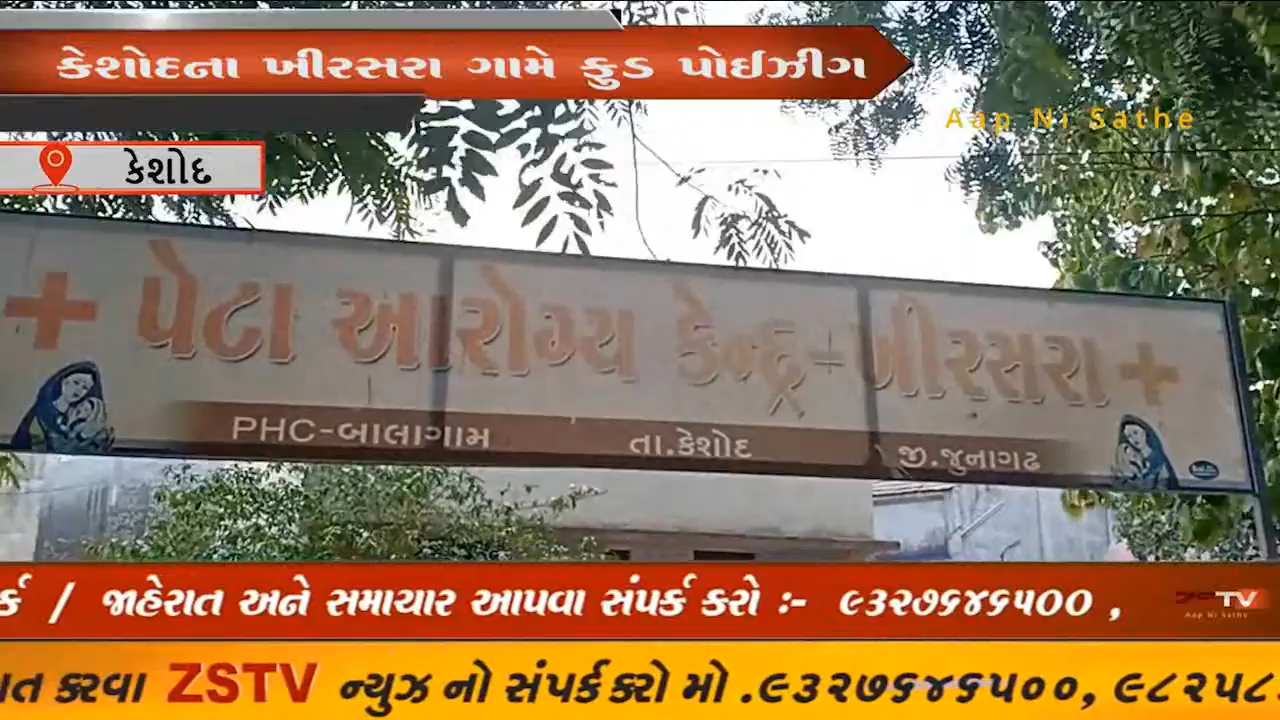 કેશોદના ખીરસરા ગામે ફુડ પોઈઝીગ
Aap Ni Sathe
કેશોદ
+ પેટા આરોગ્ય કેન્દ્ર - ખીરસરા +
PHC-બાલાગામ તા.કેશોદ જી.જુનાગઢ
ર્ક / જાહેરાત અને સમાચાર આપવા સંપર્ક કરો :- ૯૩૨૭૬૪૬૫૦૦ ,
ZSTV
Aap Ni Sathe
ાત કરવા ZSTV ન્યુઝ નો સંપર્ક કરો મો .૯૩૨૭૬૪૬૫૦૦, ૯૮૨૫૮